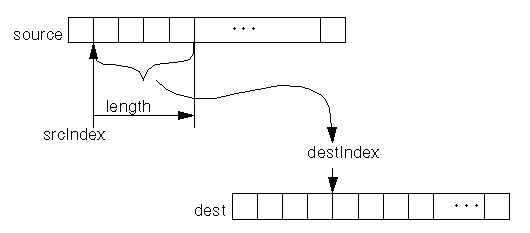 source
...
length
srcIndex
destIndex
dest
...